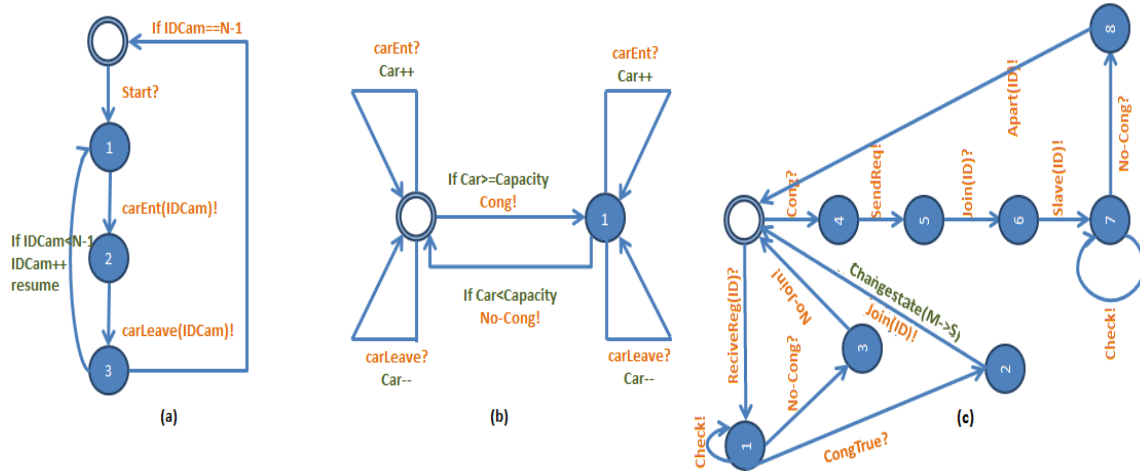 If IDCam==N-1
Start?
1
carEnt(IDCam)!
If IDCam<N-1
IDCam++
resume
2
carLeave(IDCam)!
3
(a)
carEnt?
Car++
carEnt?
Car++
If Car>=Capacity
Cong!
1
If Car<Capacity
No-Cong!
carLeave?
Car--
carLeave?
Car--
(b)
8
Apart(ID)!
No-Cong?
Cong?
SendReq!
Join(ID)?
Slave(ID)!
4
5
6
7
Check!
ReciveReg(ID)?
No-Join!
Changestate(M->S)
Join(ID)!
No-Cong?
3
2
Check!
1
CongTrue?
(c)